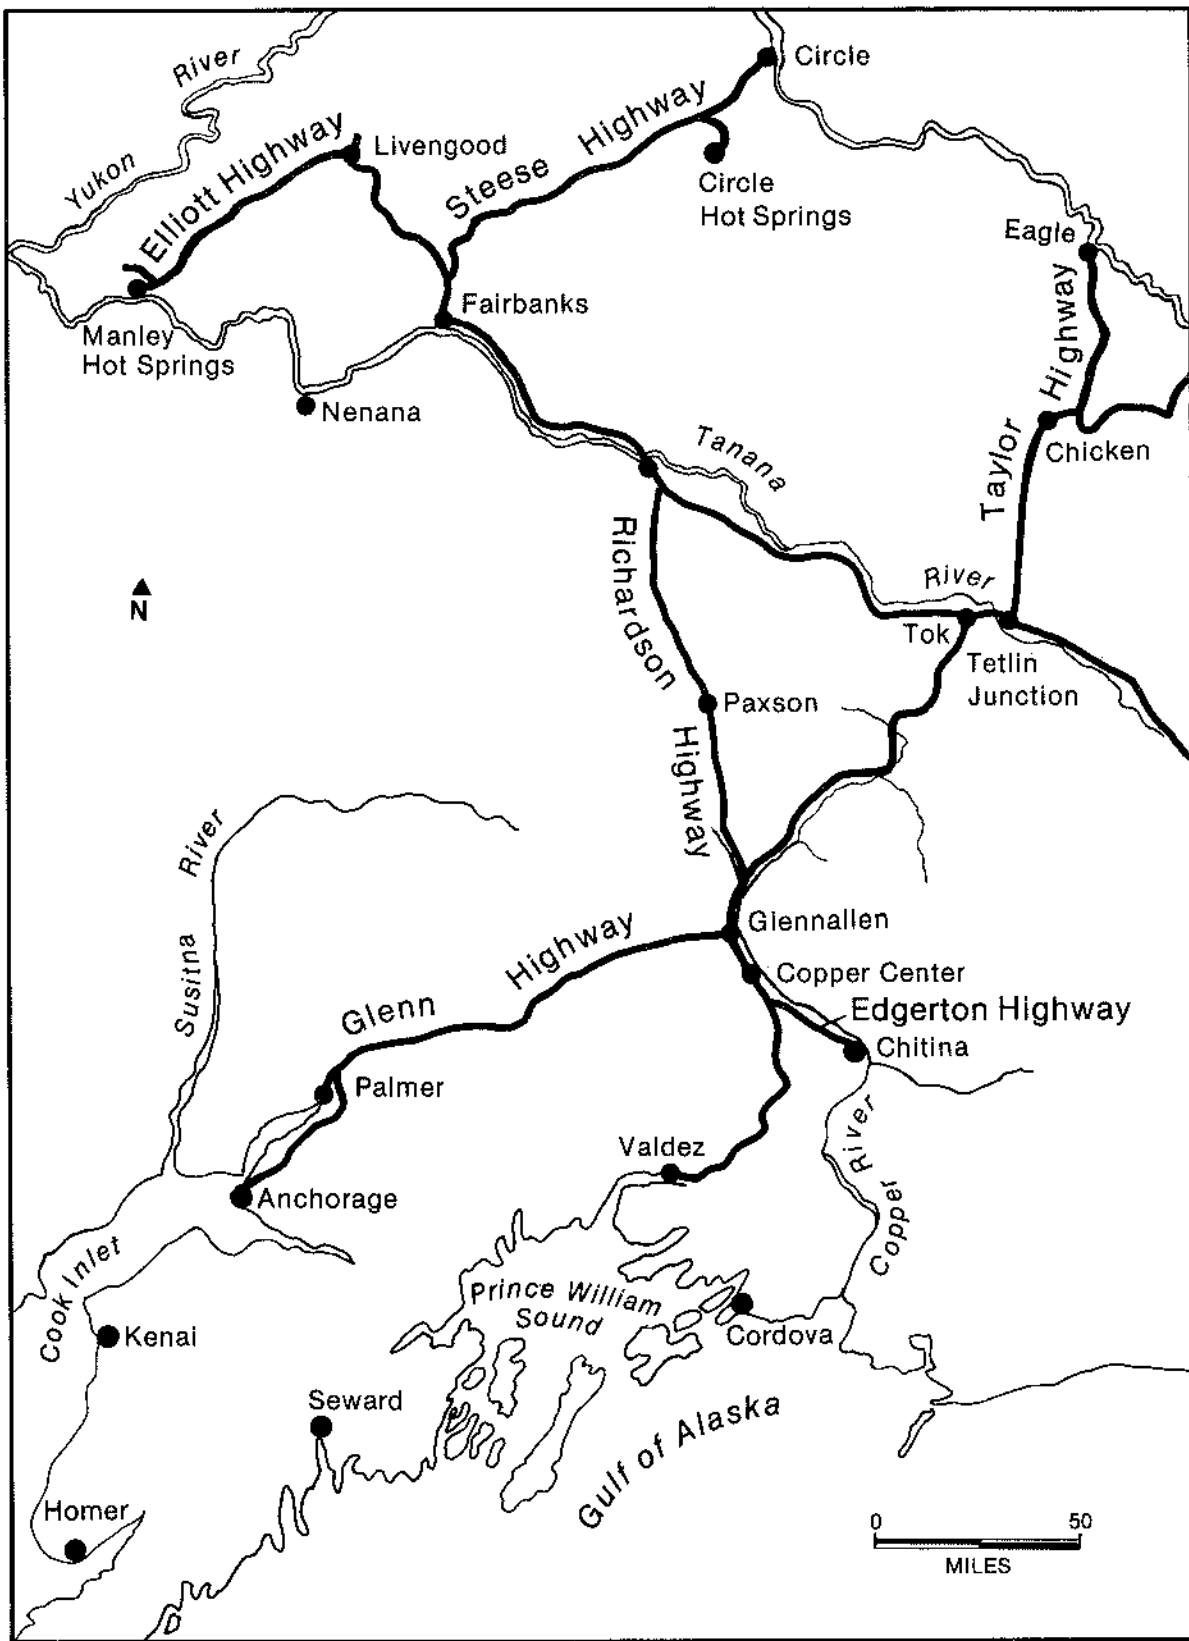 Circle
Yukon River
Elliott Highway
Livengood
Steese Highway
Circle
Hot Springs
Eagle
Manley
Hot Springs
Fairbanks
Nenana
Taylor Highway
Chicken
Tanana River
Richardson Highway
N
Tok
Tetlin
Junction
Paxson
Susitna River
Glenn Highway
Glennallen
Copper Center
Edgerton Highway
Chitina
Palmer
Copper River
Valdez
Anchorage
Cook Inlet
Prince William
Sound
Kenai
Cordova
Seward
Gulf of Alaska
Homer
0 50
MILES